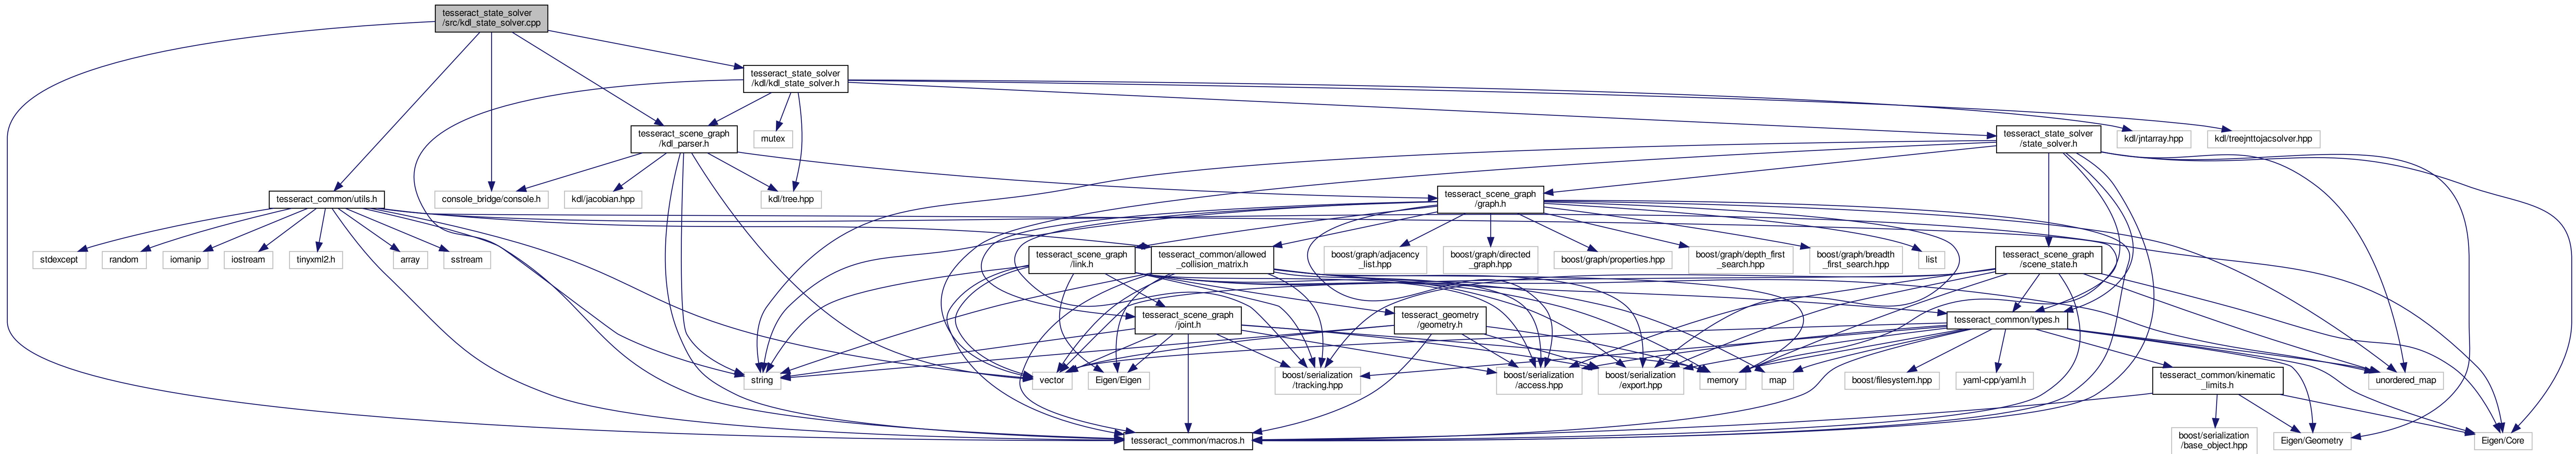 tesseract_state_solver
/src/kdl_state_solver.cpp
tesseract_state_solver
/kdl/kdl_state_solver.h
tesseract_scene_graph
/kdl_parser.h
mutex
tesseract_state_solver
/state_solver.h
kdl/jntarray.hpp
kdl/treejnttojacsolver.hpp
tesseract_common/utils.h
console_bridge/console.h
kdl/jacobian.hpp
kdl/tree.hpp
tesseract_scene_graph
/graph.h
stdexcept
random
iomanip
iostream
tinyxml2.h
array
sstream
tesseract_scene_graph
/link.h
tesseract_common/allowed
_collision_matrix.h
boost/graph/adjacency
_list.hpp
boost/graph/directed
_graph.hpp
boost/graph/properties.hpp
boost/graph/depth_first
_search.hpp
boost/graph/breadth
_first_search.hpp
list
tesseract_scene_graph
/scene_state.h
tesseract_scene_graph
/joint.h
tesseract_geometry
/geometry.h
tesseract_common/types.h
string
vector
Eigen/Eigen
boost/serialization
/tracking.hpp
boost/serialization
/access.hpp
boost/serialization
/export.hpp
memory
map
boost/filesystem.hpp
yaml-cpp/yaml.h
tesseract_common/kinematic
_limits.h
unordered_map
tesseract_common/macros.h
boost/serialization
/base_object.hpp
Eigen/Geometry
Eigen/Core